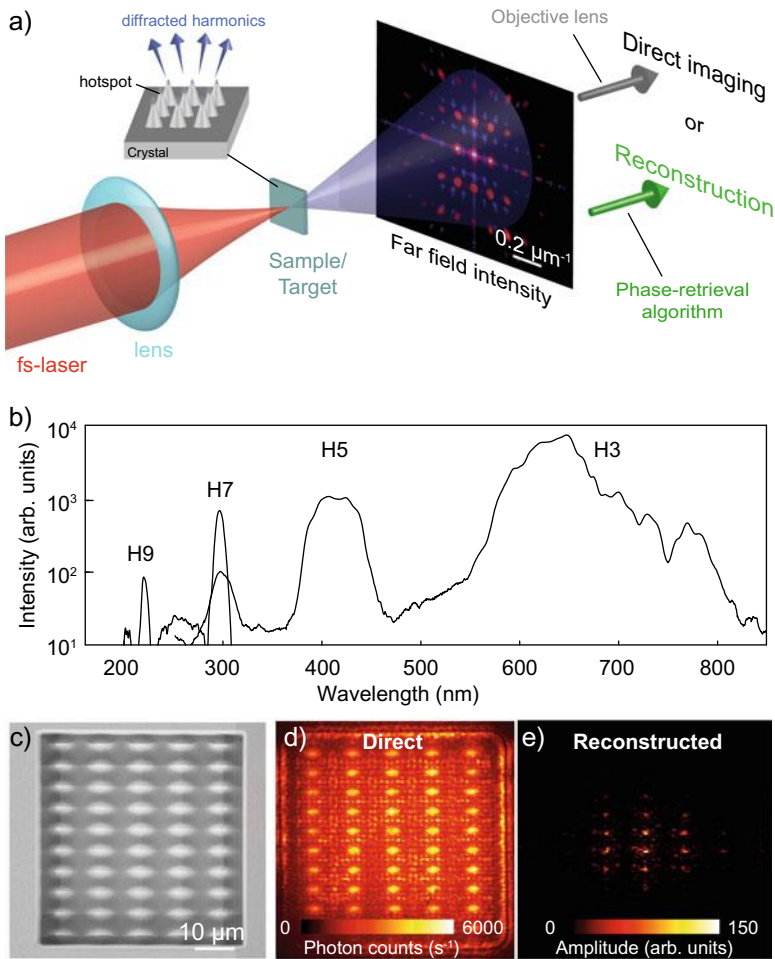 a)
diffracted harmonics
hotspot
Crystal
Objective lens
Direct imaging
or
Reconstruction
0.2 µm⁻¹
Far field intensity
Sample/
Target
Phase-retrieval
algorithm
lens
fs-laser
b)
10⁴
10³
10²
10¹
Intensity (arb. units)
H9
H7
H5
H3
200
300
400
500
600
700
800
Wavelength (nm)
c)
10 µm
d)
Direct
0
6000
Photon counts (s⁻¹)
e)
Reconstructed
0
150
Amplitude (arb. units)